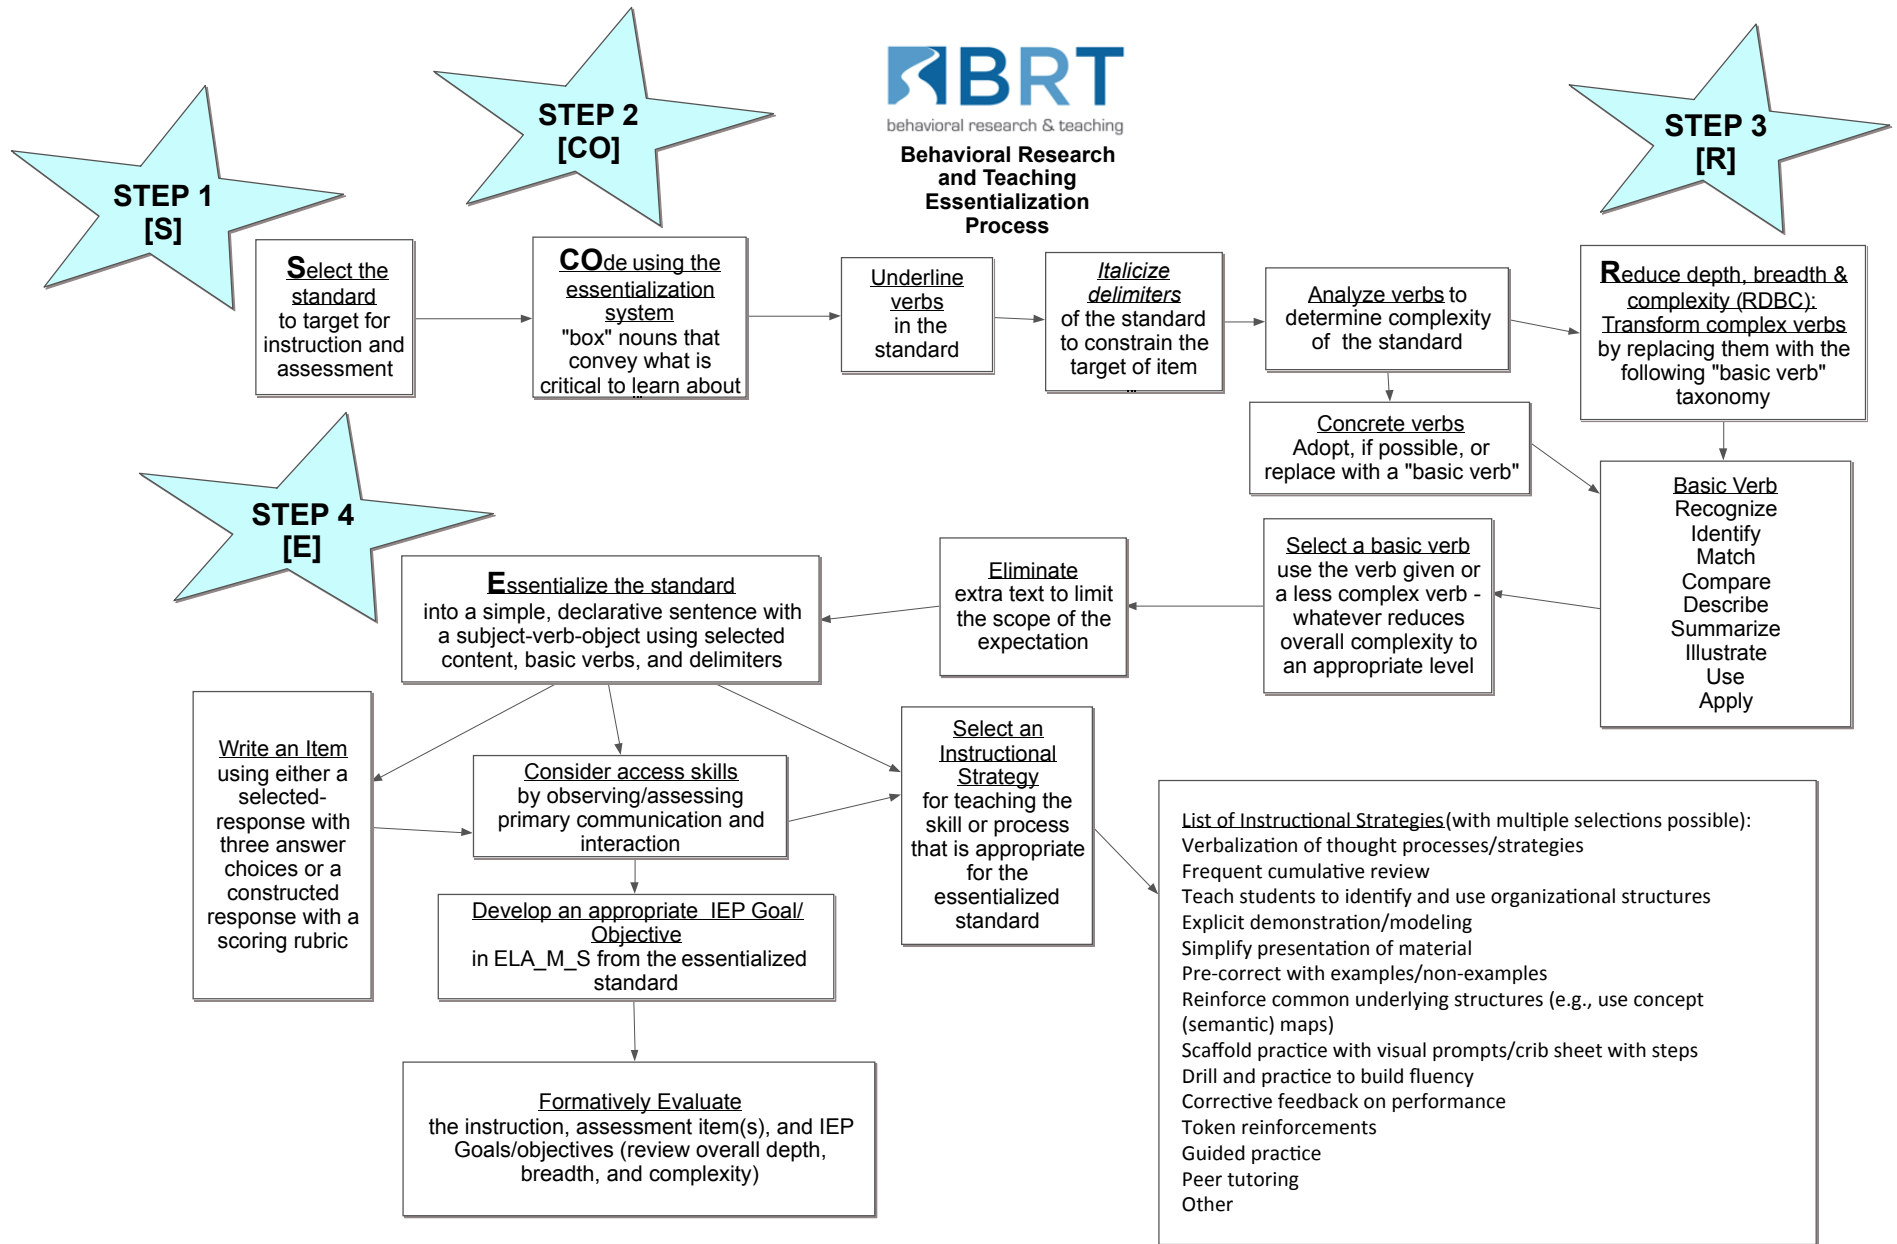 STEP 1
[S]
STEP 2
[CO]
BRT
behavioral research & teaching
Behavioral Research
and Teaching
Essentialization
Process
STEP 3
[R]
Select the
standard
to target for
instruction and
assessment
COde using the
essentialization
system
"box" nouns that
convey what is
critical to learn about
...
Underline
verbs
in the
standard
Italicize
delimiters
of the standard
to constrain the
target of item
...
Analyze verbs to
determine complexity
of the standard
Reduce depth, breadth &
complexity (RDBC):
Transform complex verbs
by replacing them with the
following "basic verb"
taxonomy
Concrete verbs
Adopt, if possible, or
replace with a "basic verb"
Basic Verb
Recognize
Identify
Match
Compare
Describe
Summarize
Illustrate
Use
Apply
Select a basic verb
use the verb given or
a less complex verb -
whatever reduces
overall complexity to
an appropriate level
Eliminate
extra text to limit
the scope of the
expectation
STEP 4
[E]
Essentialize the standard
into a simple, declarative sentence with
a subject-verb-object using selected
content, basic verbs, and delimiters
Write an Item
using either a
selected-
response with
three answer
choices or a
constructed
response with a
scoring rubric
Consider access skills
by observing/assessing
primary communication and
interaction
Select an
Instructional
Strategy
for teaching the
skill or process
that is appropriate
for the
essentialized
standard
Develop an appropriate IEP Goal/
Objective
in ELA_M_S from the essentialized
standard
Formatively Evaluate
the instruction, assessment item(s), and IEP
Goals/objectives (review overall depth,
breadth, and complexity)
List of Instructional Strategies(with multiple selections possible):
Verbalization of thought processes/strategies
Frequent cumulative review
Teach students to identify and use organizational structures
Explicit demonstration/modeling
Simplify presentation of material
Pre-correct with examples/non-examples
Reinforce common underlying structures (e.g., use concept
(semantic) maps)
Scaffold practice with visual prompts/crib sheet with steps
Drill and practice to build fluency
Corrective feedback on performance
Token reinforcements
Guided practice
Peer tutoring
Other